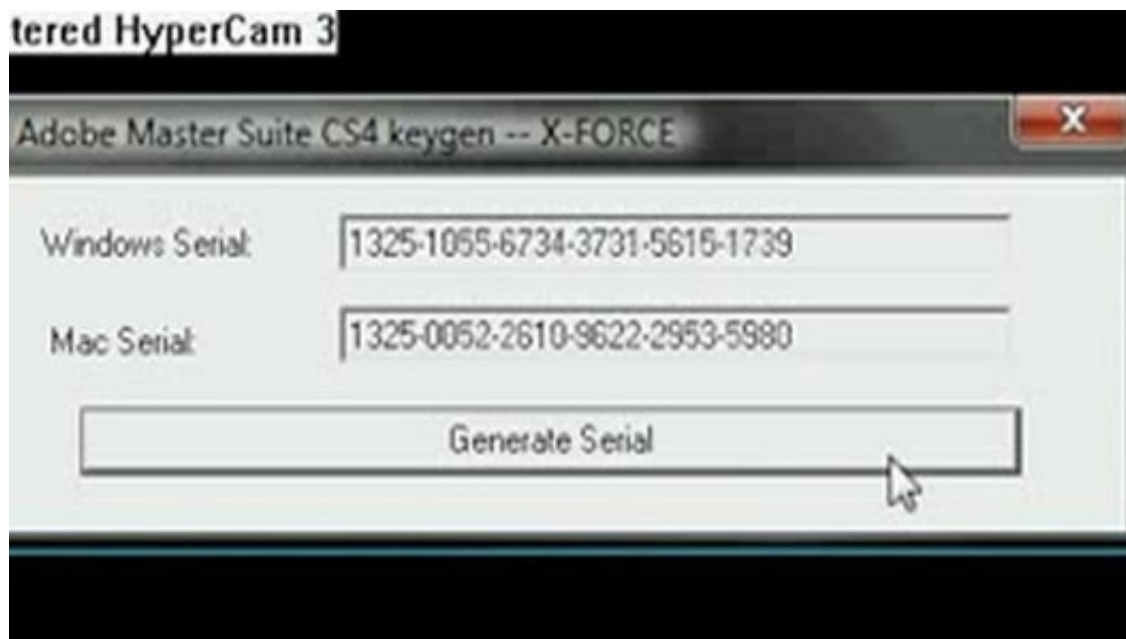 tered HyperCam 3
Adobe Master Suite CS4 keygen -- X-FORCE
Windows Serial: 1325-1055-6734-3731-5615-1739
Mac Serial: 1325-0052-2610-9622-2953-5980
Generate Serial